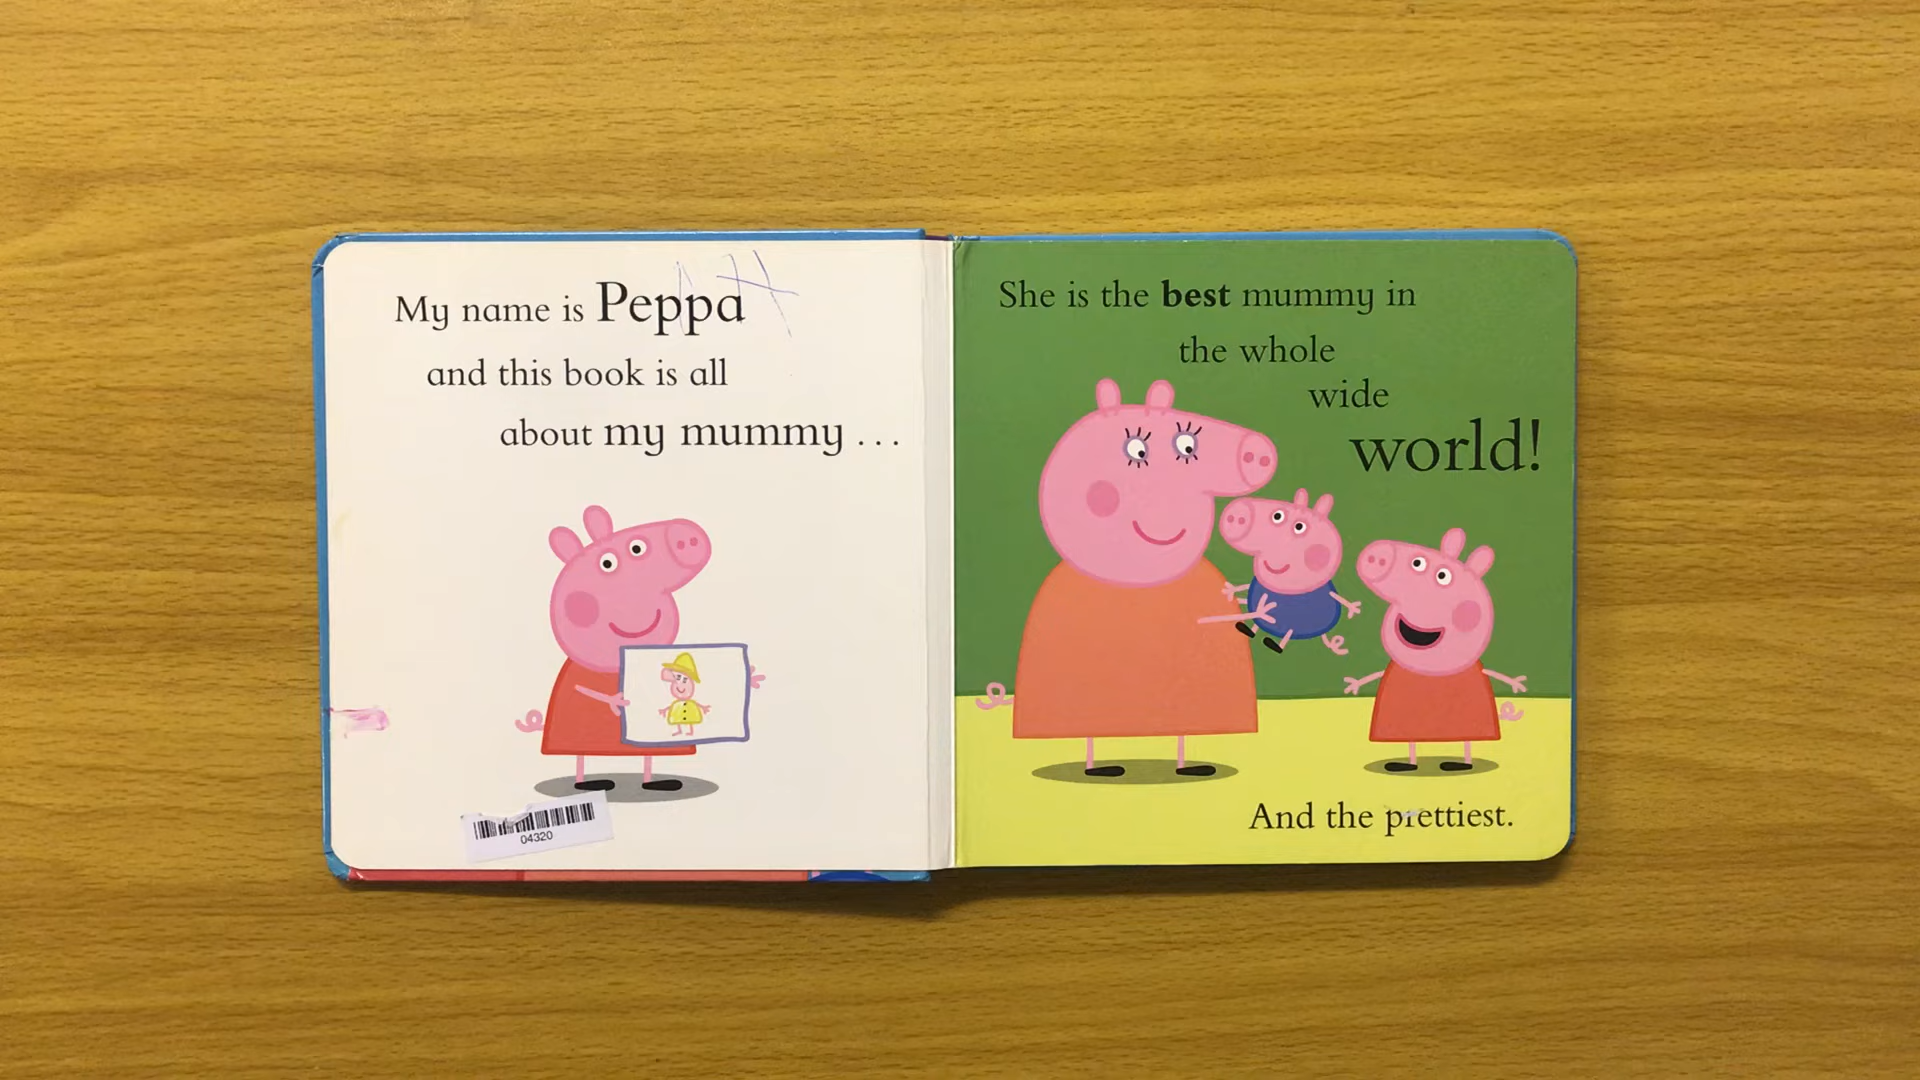 My name is Peppa
and this book is all
about my mummy . . .
04320
She is the best mummy in
the whole
wide
world!
And the prettiest.